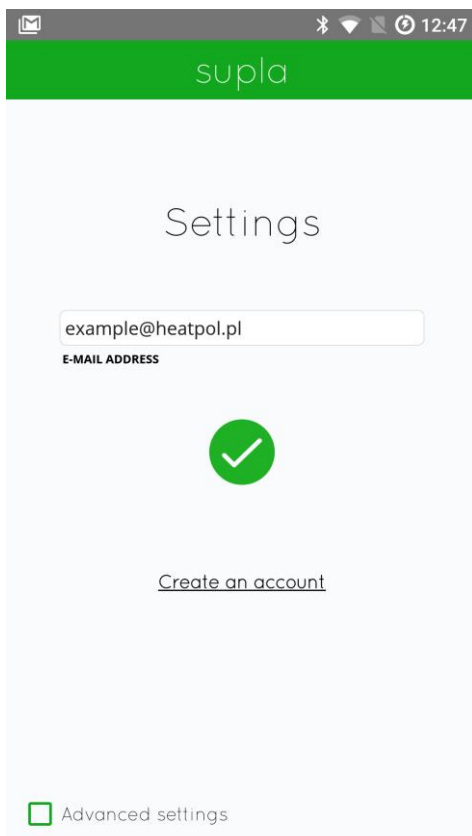 12:47
supla
Settings
example@heatpol.pl
E-MAIL ADDRESS
Create an account
Advanced settings